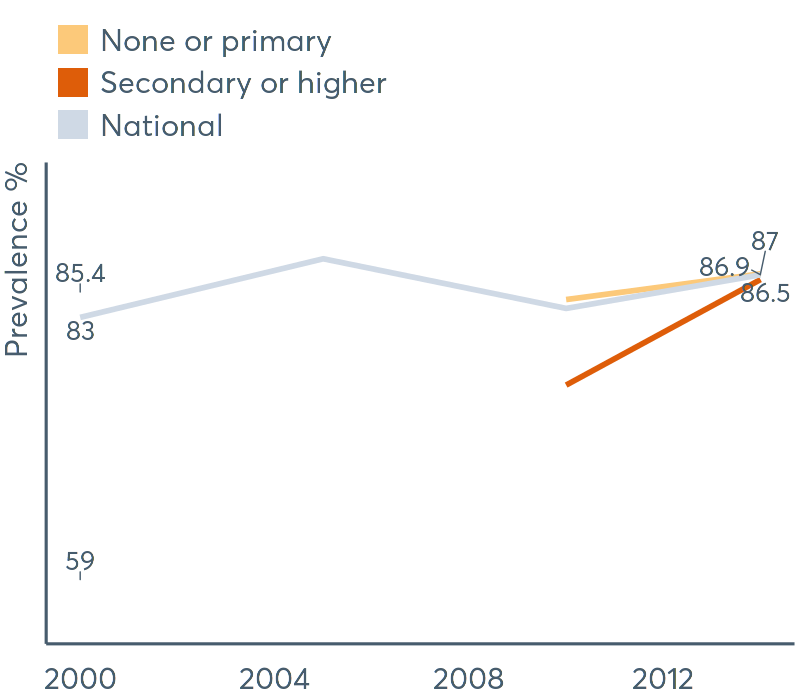 None or primary
Secondary or higher
National
Prevalence %
87
86.9
85.4
86.5
83
59
2000 2004 2008 2012